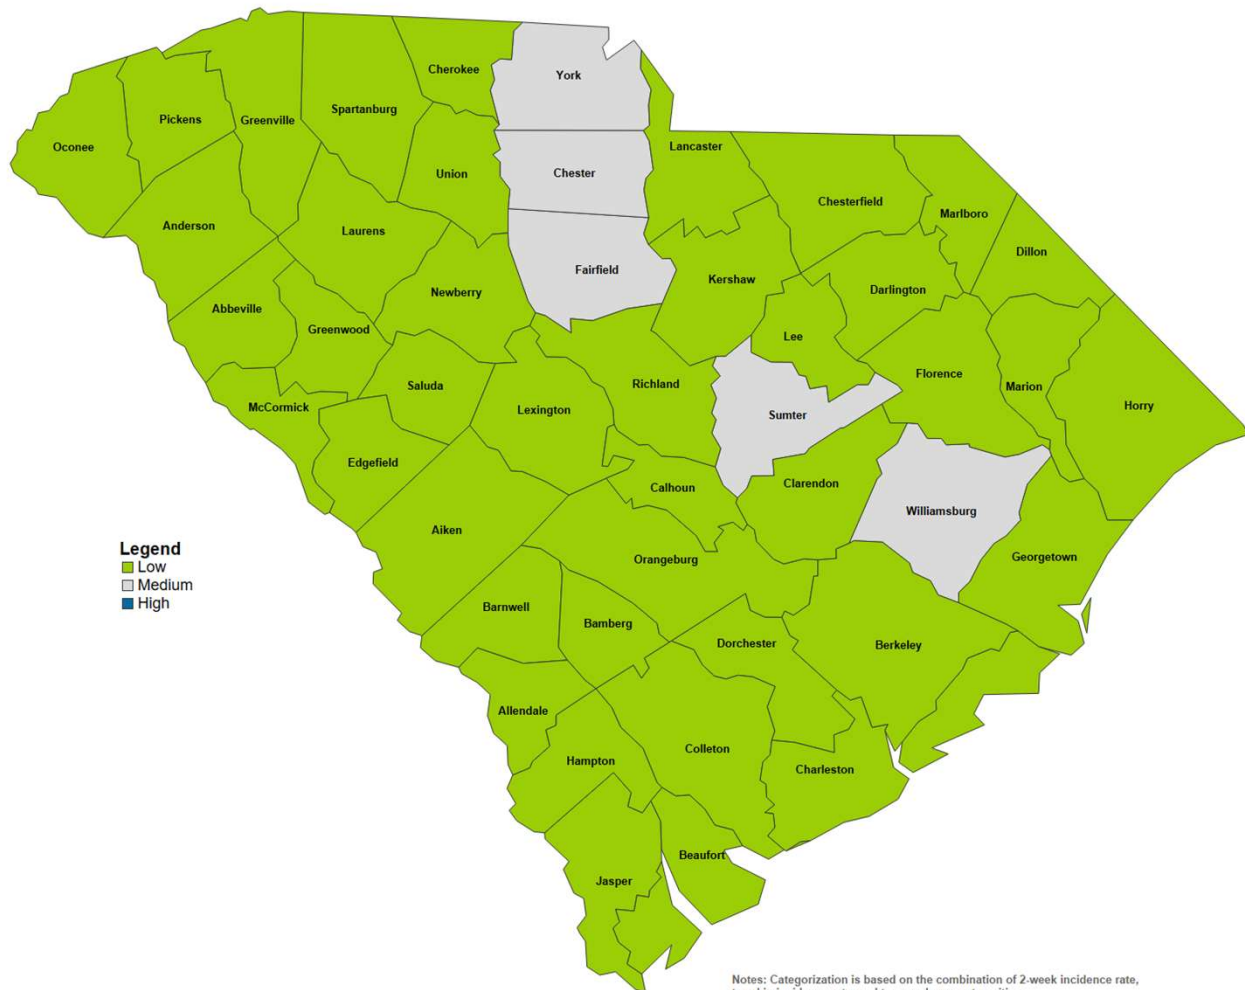 York
Cherokee
Spartanburg
Pickens
Greenville
Oconee
Lancaster
Union
Chester
Chesterfield
Marlboro
Anderson
Laurens
Dillon
Fairfield
Kershaw
Newberry
Darlington
Abbeville
Greenwood
Lee
Florence
Saluda
Richland
Marion
McCormick
Lexington
Sumter
Horry
Edgefield
Calhoun
Clarendon
Williamsburg
Aiken
Legend
Low
Medium
High
Orangeburg
Georgetown
Barnwell
Bamberg
Dorchester
Berkeley
Allendale
Colleton
Hampton
Charleston
Beaufort
Jasper
Notes: Categorization is based on the combination of 2-week incidence rate,